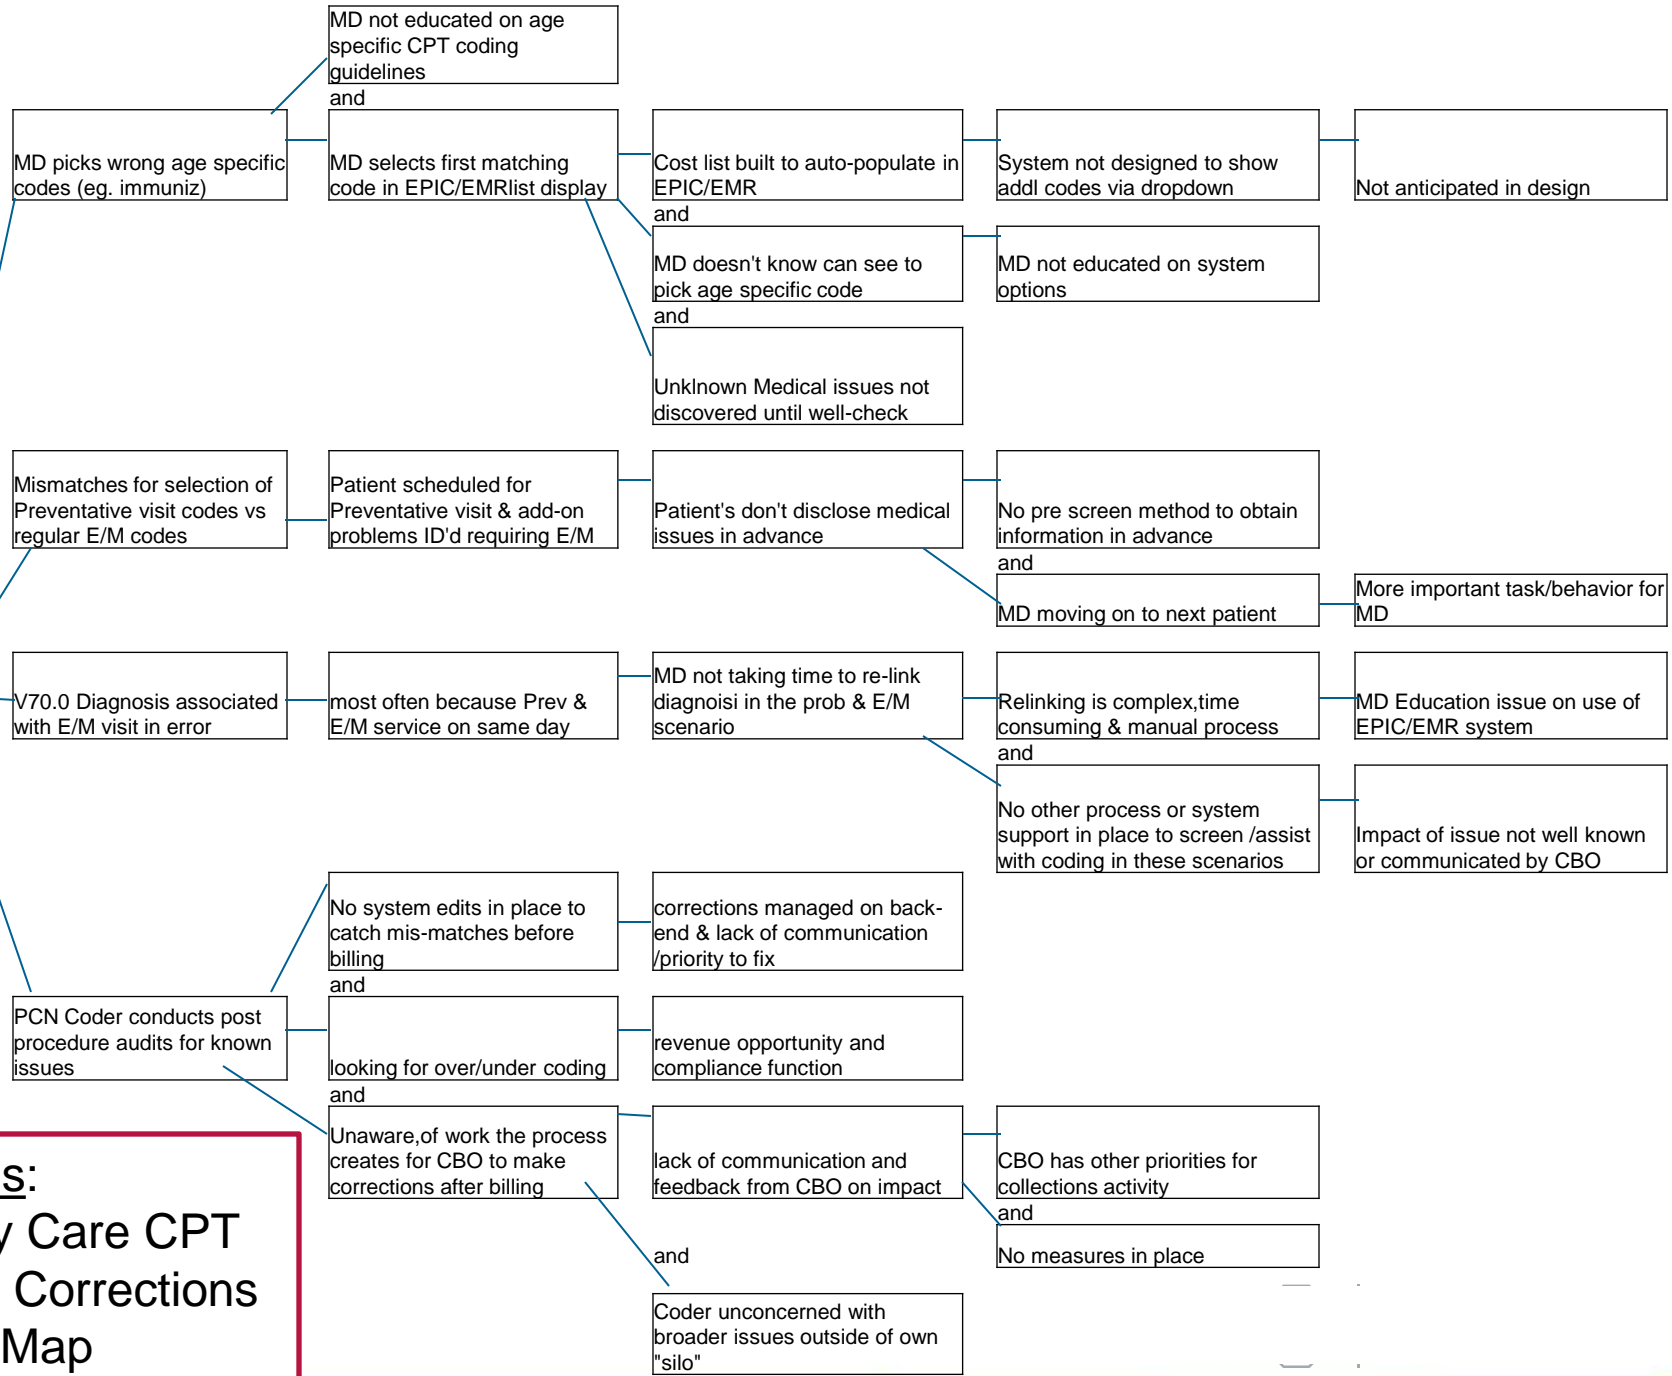 MD not educated on age
specific CPT coding
guidelines
and
MD picks wrong age specific
codes (eg. immuniz)
MD selects first matching
code in EPIC/EMRlist display
Cost list built to auto-populate in
EPIC/EMR
System not designed to show
addl codes via dropdown
Not anticipated in design
and
MD doesn't know can see to
pick age specific code
MD not educated on system
options
and
Unklnown Medical issues not
discovered until well-check
Mismatches for selection of
Preventative visit codes vs
regular E/M codes
Patient scheduled for
Preventative visit & add-on
problems ID'd requiring E/M
Patient's don't disclose medical
issues in advance
No pre screen method to obtain
information in advance
and
MD moving on to next patient
More important task/behavior for
MD
V70.0 Diagnosis associated
with E/M visit in error
most often because Prev &
E/M service on same day
MD not taking time to re-link
diagnoisi in the prob & E/M
scenario
Relinking is complex,time
consuming & manual process
MD Education issue on use of
EPIC/EMR system
and
No other process or system
support in place to screen /assist
with coding in these scenarios
Impact of issue not well known
or communicated by CBO
No system edits in place to
catch mis-matches before
billing
corrections managed on back-
end & lack of communication
/priority to fix
and
PCN Coder conducts post
procedure audits for known
issues
looking for over/under coding
revenue opportunity and
compliance function
and
Unaware,of work the process
creates for CBO to make
corrections after billing
lack of communication and
feedback from CBO on impact
CBO has other priorities for
collections activity
and
No measures in place
and
Coder unconcerned with
broader issues outside of own
"silo"
s:
y Care CPT
Corrections
Map